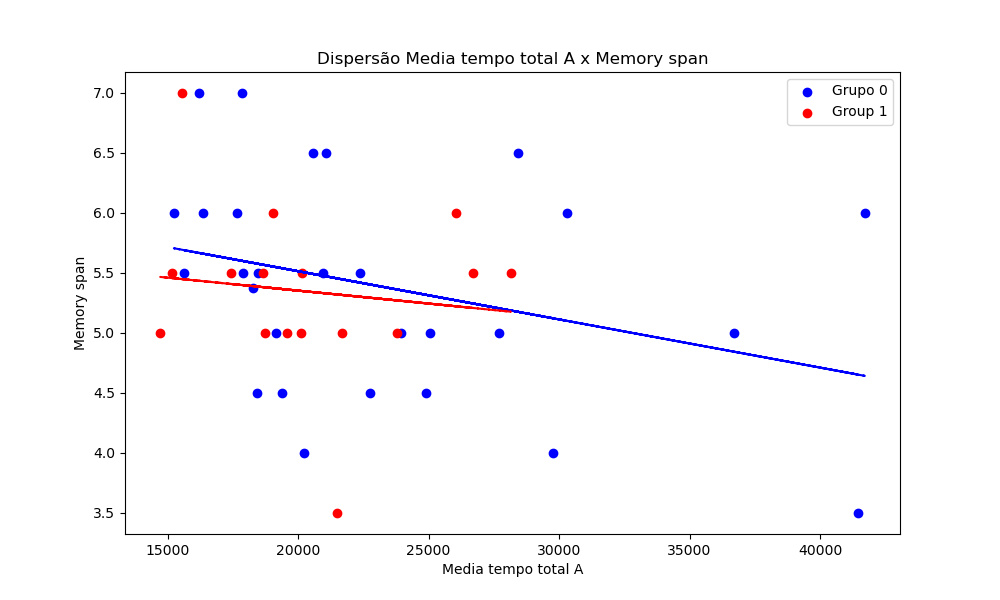 Dispersão Media tempo total A x Memory span
Grupo 0
Group 1
7.0
6.5
6.0
5.5
5.0
4.5
4.0
3.5
Memory span
15000 20000 25000 30000 35000 40000
Media tempo total A